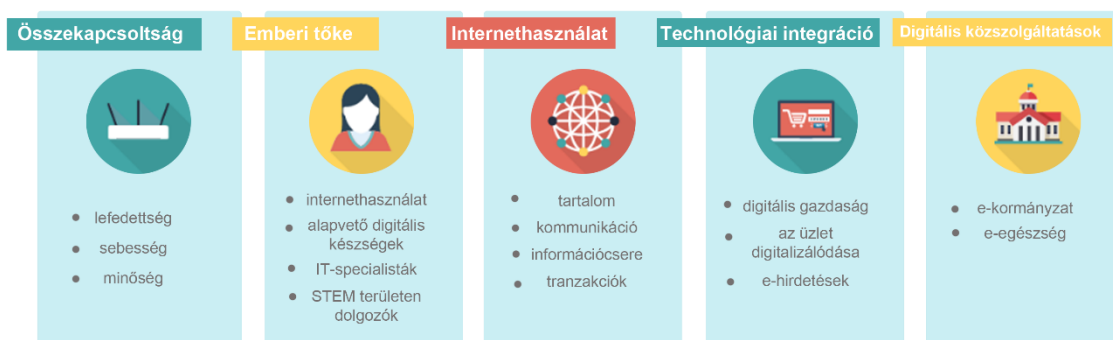 Összekapcsoltság
lefedettség
sebesség
minőség
Emberi tőke
internethasználat
alapvető digitális
készségek
IT-specialisták
STEM területen
dolgozók
Internethasználat
tartalom
kommunikáció
információcsere
tranzakciók
Technológiai integráció
digitális gazdaság
az üzlet
digitalizálódása
e-hirdetések
Digitális közszolgáltatások
e-kormányzat
e-egészség